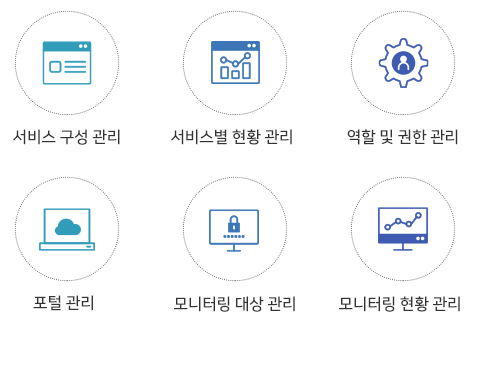 서비스 구성 관리
서비스별 현황 관리
역할 및 권한 관리
포털 관리
모니터링 대상 관리
모니터링 현황 관리